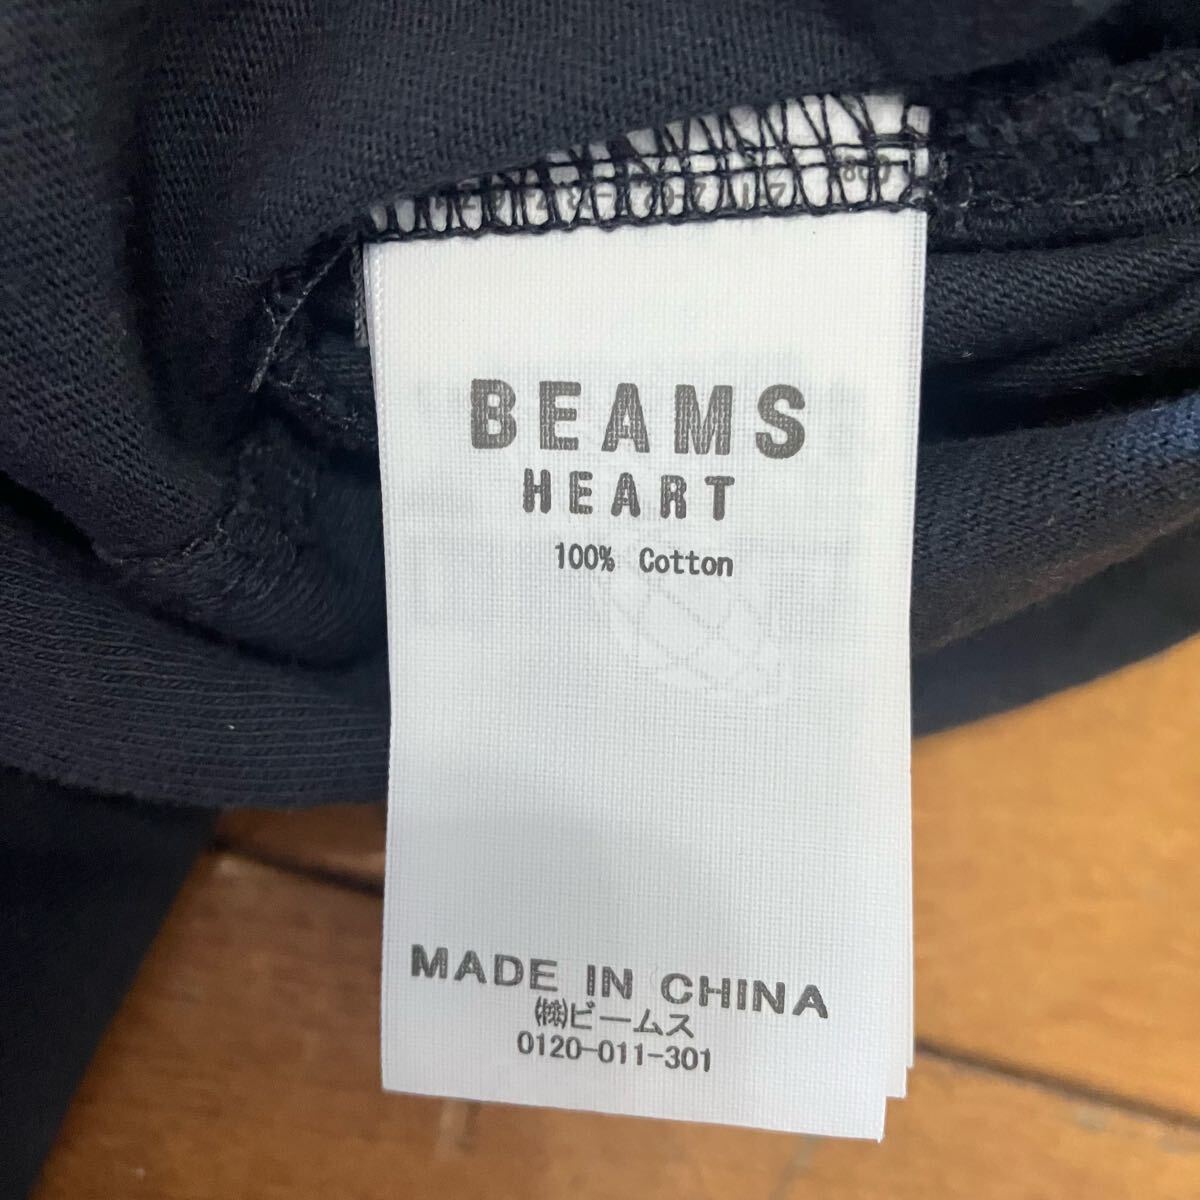 BEAMS
HEART
100% Cotton
MADE IN CHINA
㈱ビームス
0120-011-301